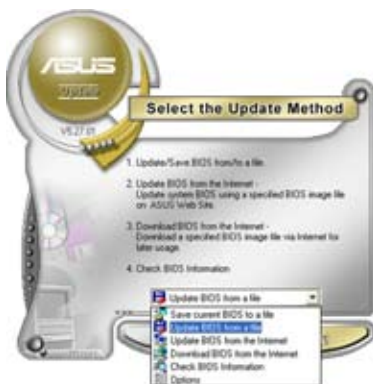 ASUS
Update
V5.27.01
Select the Update Method
1. Update/Save BIOS from/to a file.
2. Update BIOS from the Internet -
Update system BIOS using a specified BIOS image file
on ASUS Web Site.
3. Download BIOS from the Internet -
Download a specified BIOS image file via Internet for
later usage.
4. Check BIOS Information
Update BIOS from a file
Save current BIOS to a file
Update BIOS from a file
Update BIOS from the Internet
Download BIOS from the Internet
Check BIOS Information
Options